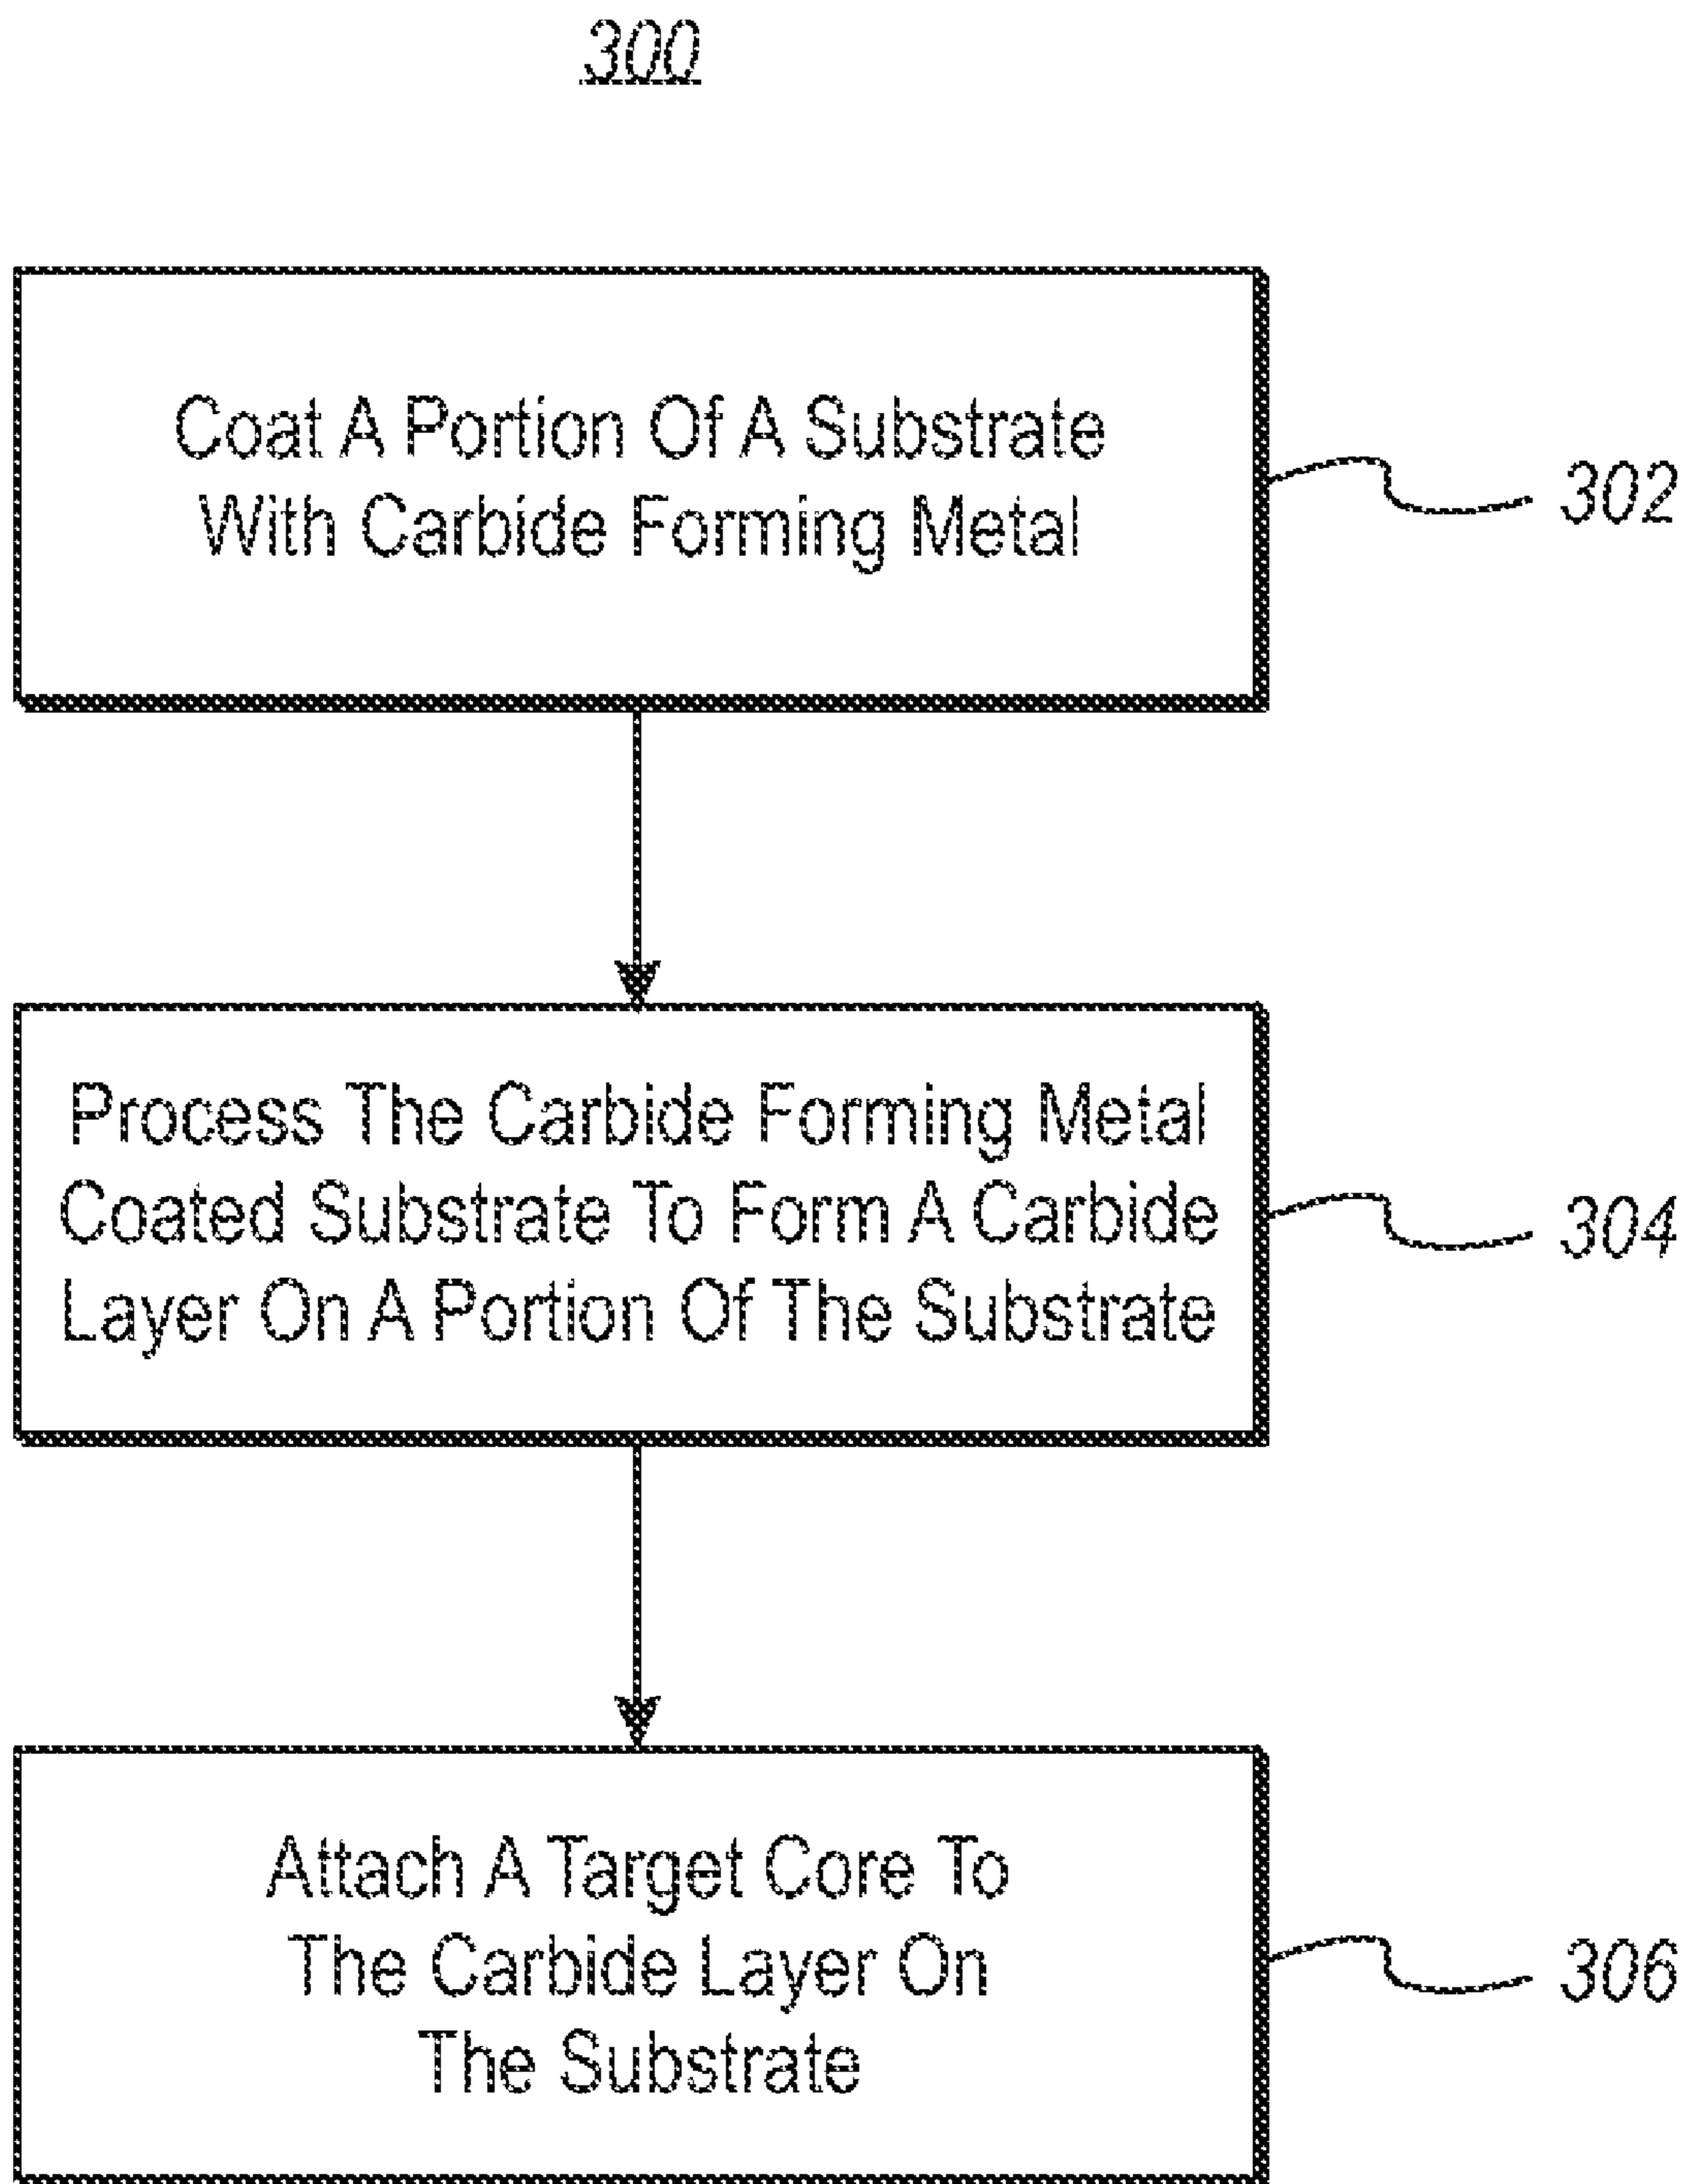 300
Coat A Portion Of A Substrate
With Carbide Forming Metal
302
Process The Carbide Forming Metal
Coated Substrate To Form A Carbide
Layer On A Portion Of The Substrate
304
Attach A Target Core To
The Carbide Layer On
The Substrate
306